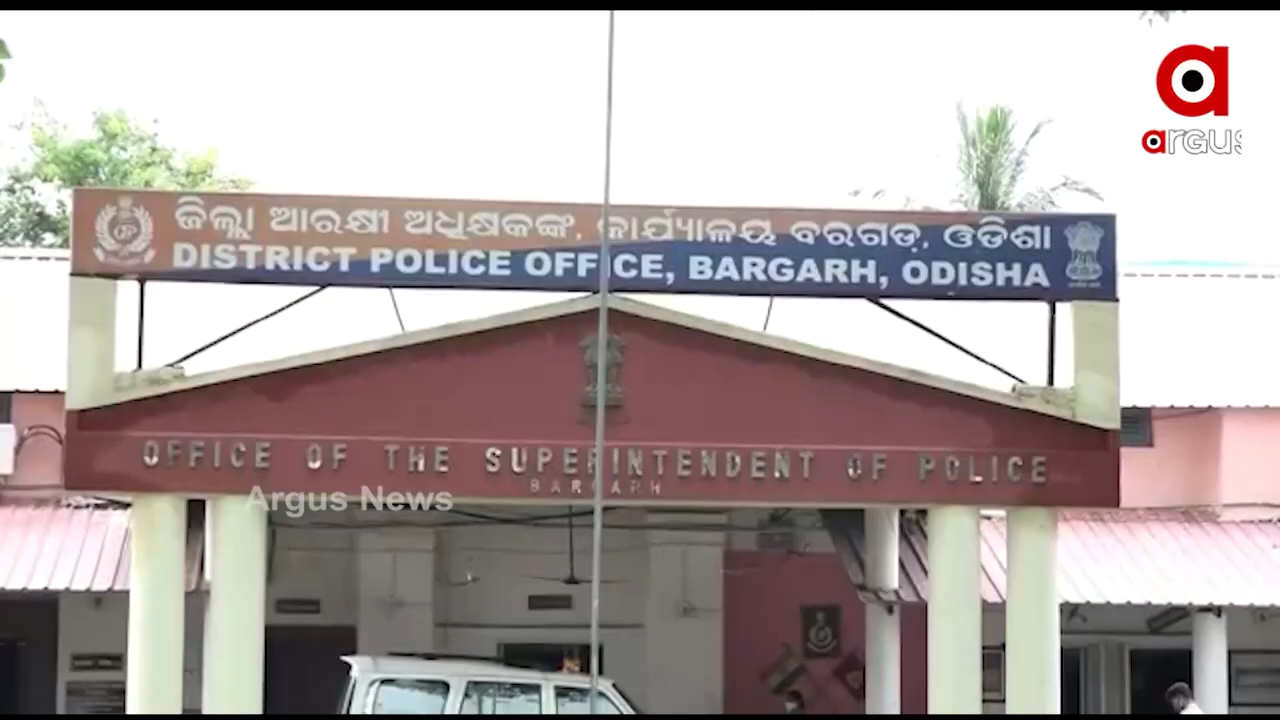 argus
ଜିଲ୍ଲା ଆରକ୍ଷୀ ଅଧିକ୍ଷକଙ୍କ, କାର୍ଯ୍ୟାଳୟ ବରଗଡ଼, ଓଡିଶା
DISTRICT POLICE OFFICE, BARGARH, ODISHA
OFFICE OF THE SUPERINTENDENT OF POLICE
BARGARH
Argus News